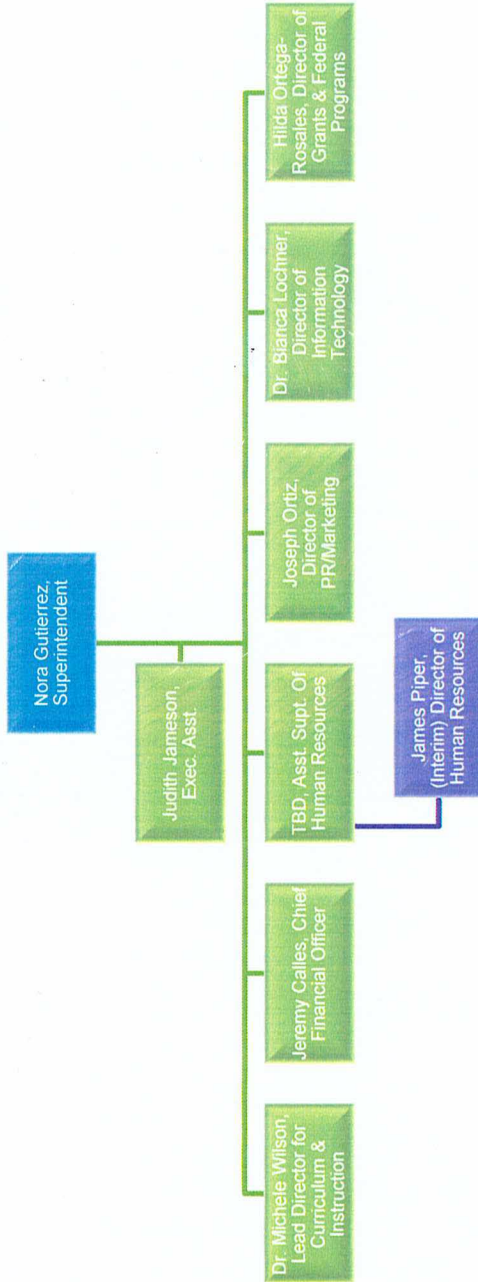 Nora Gutierrez,
Superintendent
Judith Jameson,
Exec. Asst.
Dr. Michele Wilson,
Lead Director for
Curriculum &
Instruction
Jeremy Calles, Chief
Financial Officer
TBD, Asst. Supt. Of
Human Resources
Joseph Ortiz,
Director of
PR/Marketing
Dr. Bianca Lochner,
Director of
Information
Technology
Hilda Ortega-
Rosales, Director of
Grants & Federal
Programs
James Piper,
(Interim) Director of
Human Resources